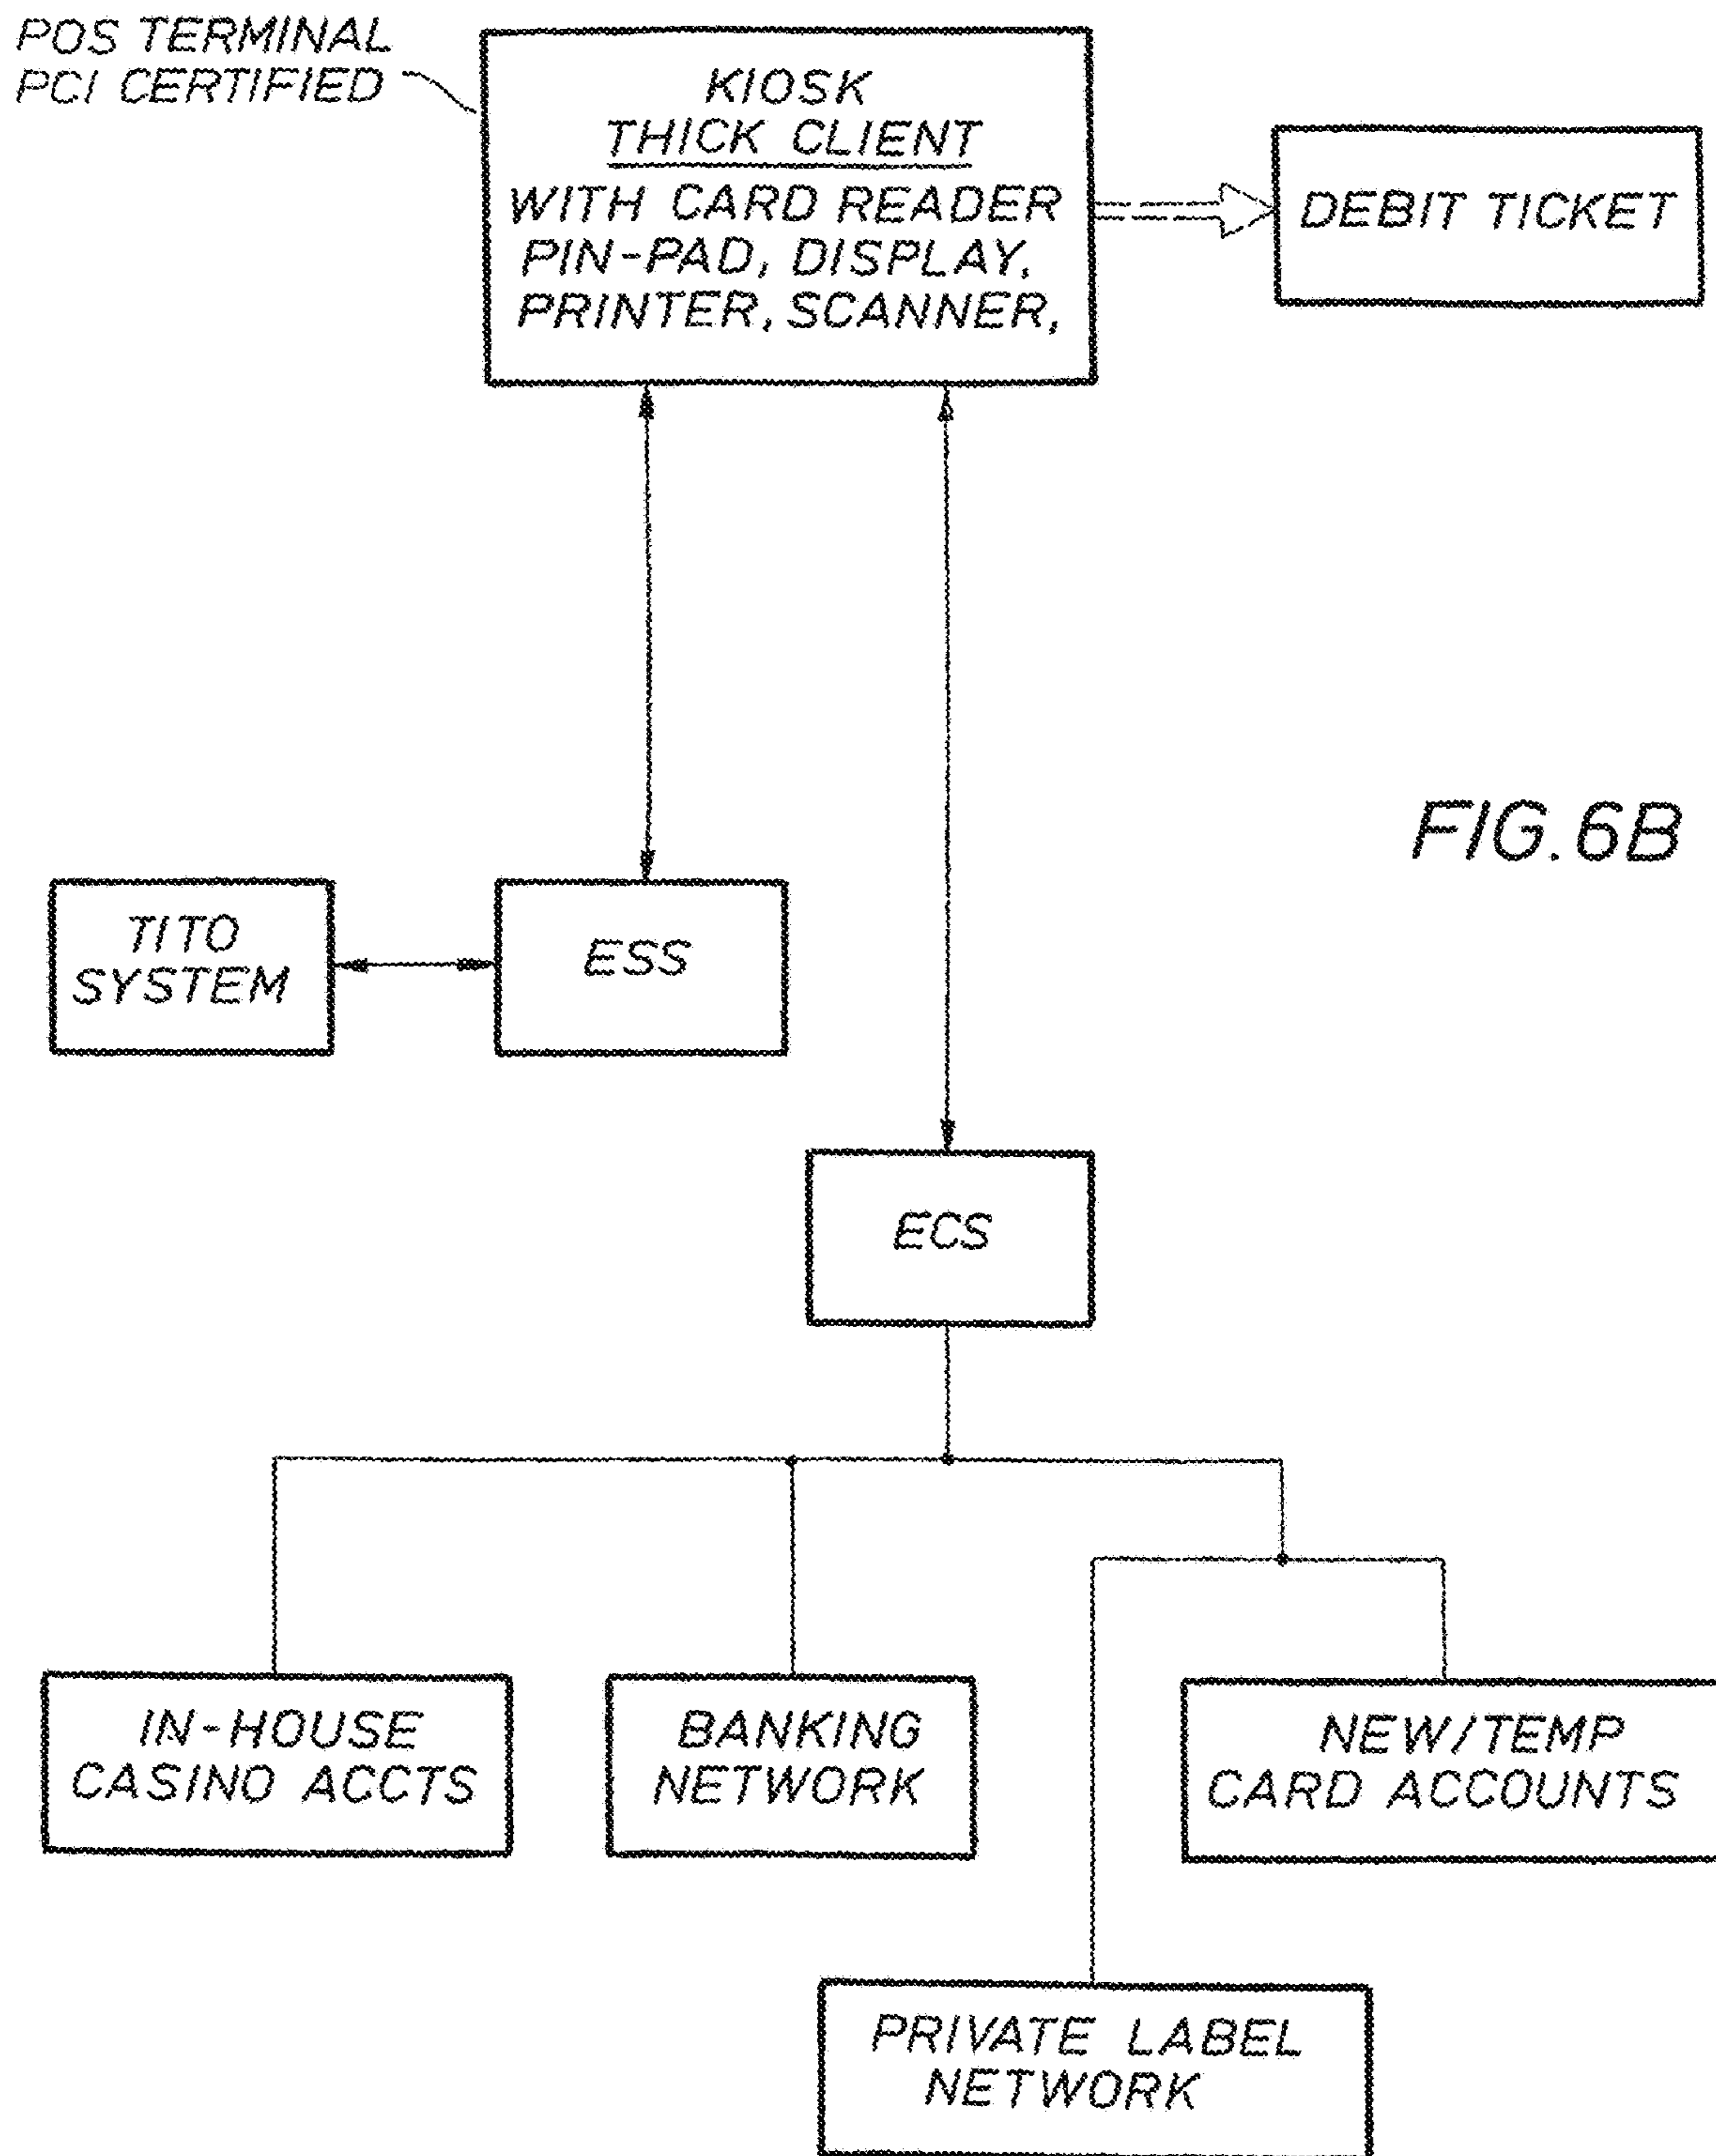 POS TERMINAL
PCI CERTIFIED
KIOSK
THICK CLIENT
WITH CARD READER
PIN-PAD, DISPLAY,
PRINTER, SCANNER,
DEBIT TICKET
FIG. 6B
TITO
SYSTEM
ESS
ECS
IN-HOUSE
CASINO ACCTS
BANKING
NETWORK
NEW/TEMP
CARD ACCOUNTS
PRIVATE LABEL
NETWORK